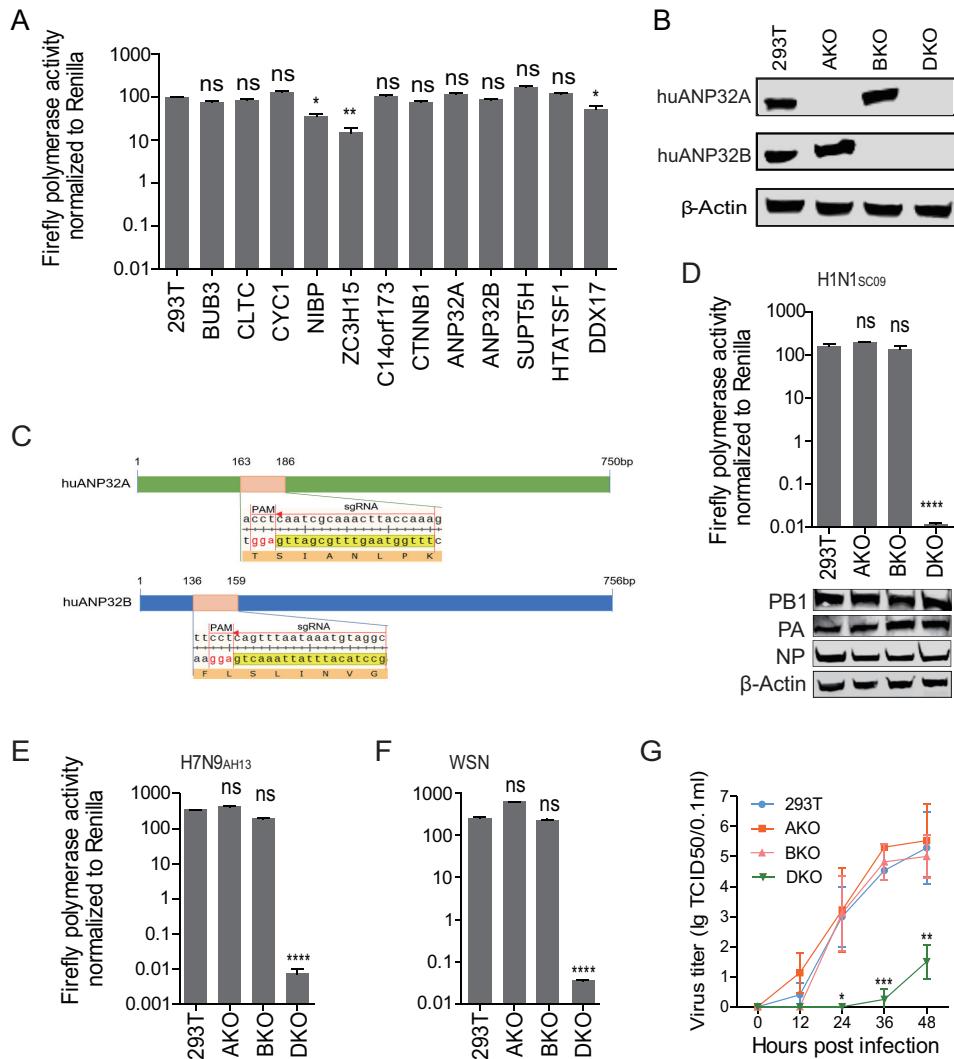 A
Firefly polymerase activity
normalized to Renilla
1000
100
10
1
0.1
0.01
ns
ns
ns
*
**
ns
ns
ns
ns
ns
ns
*
293T
BUB3
CLTC
CYC1
NIBP
ZC3H15
C14orf173
CTNNB1
ANP32A
ANP32B
SUPT5H
HTATSF1
DDX17
B
293T
AKO
BKO
DKO
huANP32A
huANP32B
β-Actin
C
1
163
186
750bp
huANP32A
PAM
sgRNA
acctcaatcgcaaacttaccaaag
tggagttagcgtttgaatggtttc
T S I A N L P K
1
136
159
756bp
huANP32B
PAM
sgRNA
ttcctcagtttaataaatgtaggc
aaggagtcaaattatttacatccg
F L S L I N V G
D
H1N1SC09
Firefly polymerase activity
normalized to Renilla
1000
100
10
1
0.1
0.01
ns
ns
****
293T
AKO
BKO
DKO
PB1
PA
NP
β-Actin
E
H7N9AH13
Firefly polymerase activity
normalized to Renilla
1000
100
10
1
0.1
0.01
0.001
ns
ns
****
293T
AKO
BKO
DKO
F
WSN
1000
100
10
1
0.1
0.01
ns
ns
****
293T
AKO
BKO
DKO
G
Virus titer (lg TCID50/0.1ml)
7
6
5
4
3
2
1
0
293T
AKO
BKO
DKO
*
***
**
0
12
24
36
48
Hours post infection